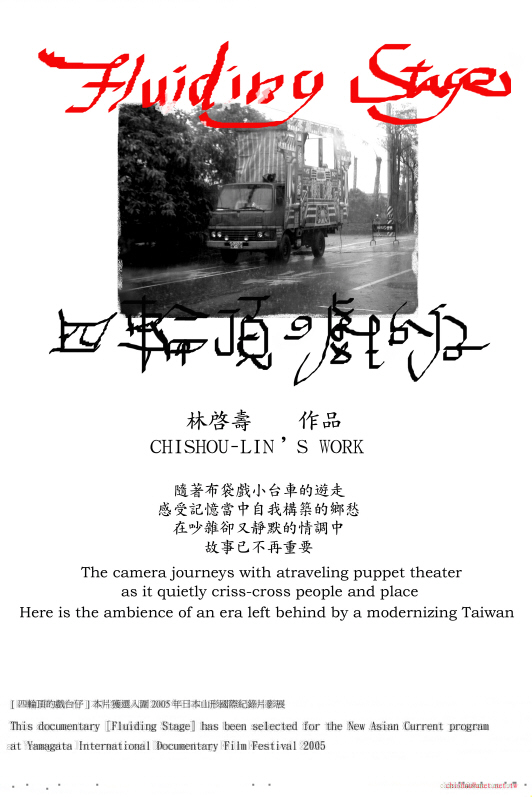 Fluiding Stage
四輪頂的戲台仔
林啓壽 作品
CHISHOU-LIN'S WORK
隨著布袋戲小台車的遊走
感受記憶當中自我構築的鄉愁
在吵雜卻又靜默的情調中
故事已不再重要
The camera journeys with atraveling puppet theater
as it quietly criss-cross people and place
Here is the ambience of an era left behind by a modernizing Taiwan
[四輪頂的戲台仔]本片獲選入圍2005年日本山形國際紀錄片影展
This documentary [Fluiding Stage] has been selected for the New Asian Current program
at Yamagata International Documentary Film Festival 2005